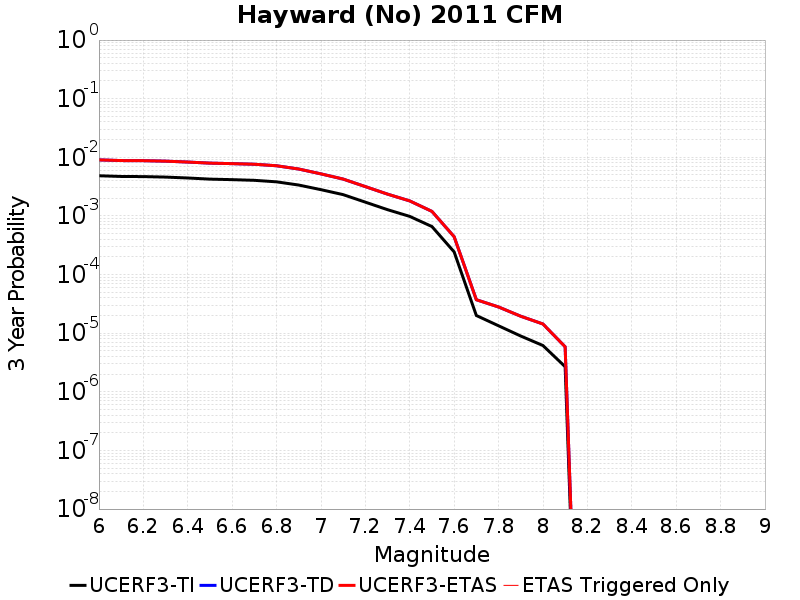 Hayward (No) 2011 CFM
10^0
10^-1
10^-2
10^-3
10^-4
10^-5
10^-6
10^-7
10^-8
3 Year Probability
6 6.2 6.4 6.6 6.8 7 7.2 7.4 7.6 7.8 8 8.2 8.4 8.6 8.8 9
Magnitude
UCERF3-TI UCERF3-TD UCERF3-ETAS ETAS Triggered Only